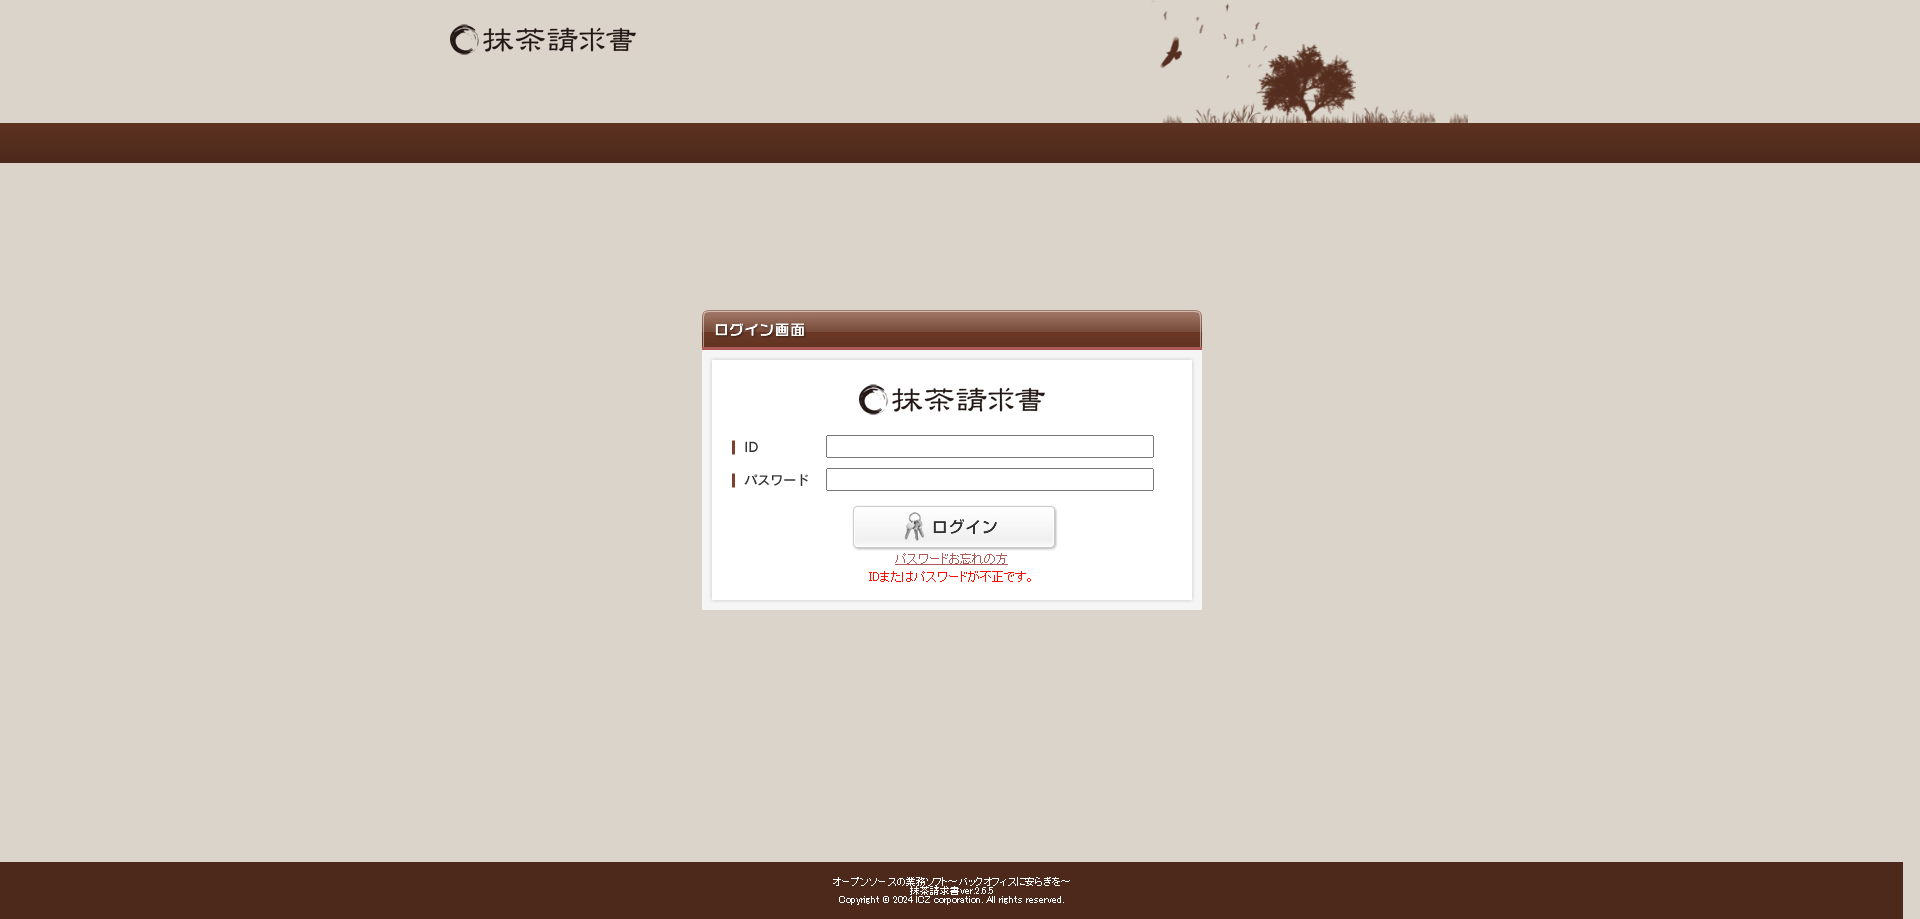 抹茶請求書
ログイン画面
抹茶請求書
ID
パスワード
ログイン
パスワードお忘れの方
IDまたはパスワードが不正です。
オープンソースの業務ソフト～バックオフィスに安らぎを～
抹茶請求書ver.2.6.5
Copyright © 2024 ICZ corporation. All rights reserved.